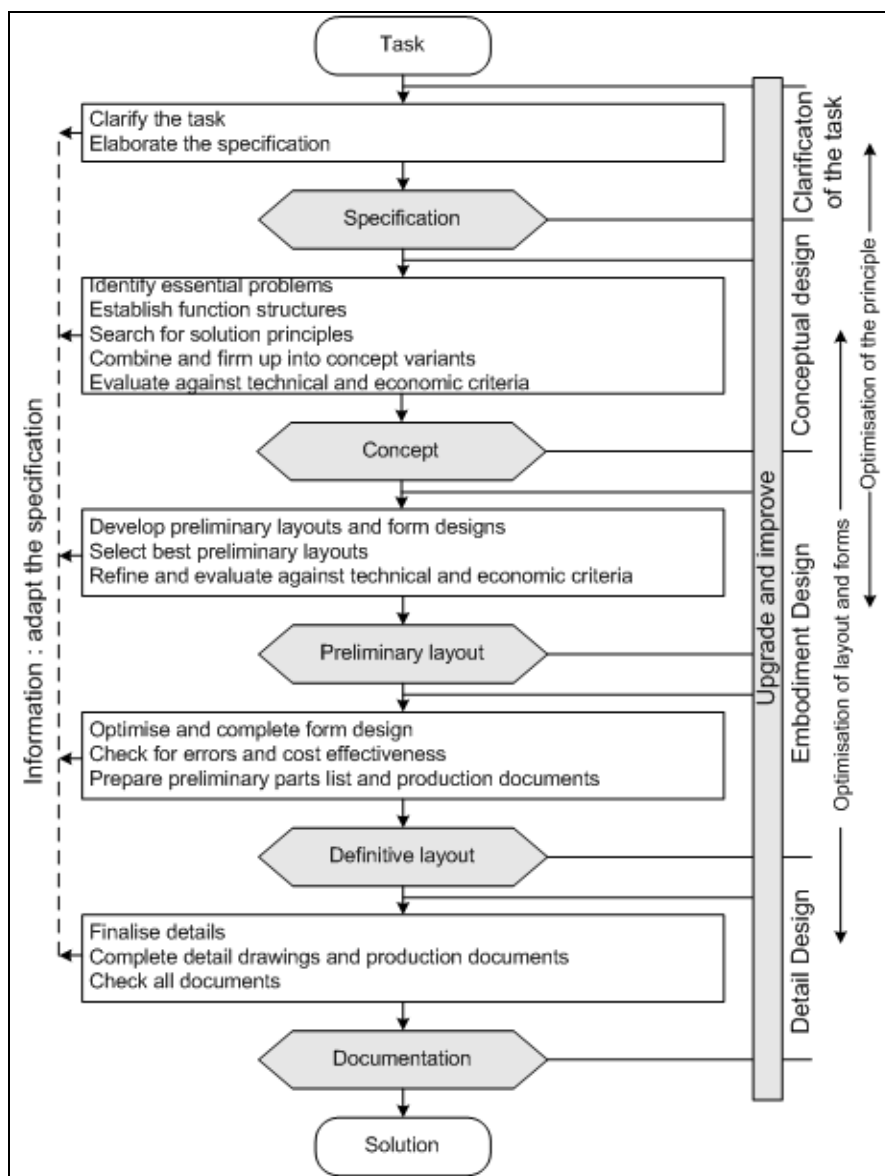 Task
Clarify the task
Elaborate the specification
Specification
Identify essential problems
Establish function structures
Search for solution principles
Combine and firm up into concept variants
Evaluate against technical and economic criteria
Concept
Develop preliminary layouts and form designs
Select best preliminary layouts
Refine and evaluate against technical and economic criteria
Preliminary layout
Optimise and complete form design
Check for errors and cost effectiveness
Prepare preliminary parts list and production documents
Definitive layout
Finalise details
Complete detail drawings and production documents
Check all documents
Documentation
Solution
Information : adapt the specification
Upgrade and improve
Clarificaton
of the task
Conceptual design
Embodiment Design
Detail Design
Optimisation of layout and forms
Optimisation of the principle